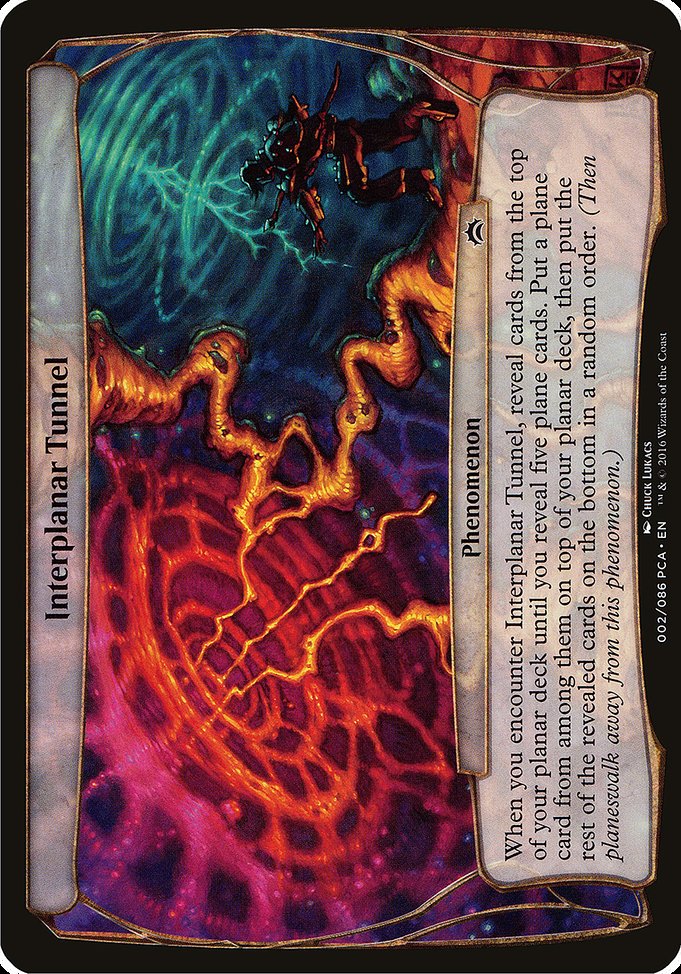 Interplanar Tunnel
Phenomenon
When you encounter Interplanar Tunnel, reveal cards from the top
of your planar deck until you reveal five plane cards. Put a plane
card from among them on top of your planar deck, then put the
rest of the revealed cards on the bottom in a random order. (Then
planeswalk away from this phenomenon.)
CHUCK LUKACS
002/086 PCA • EN ™ & © 2016 Wizards of the Coast